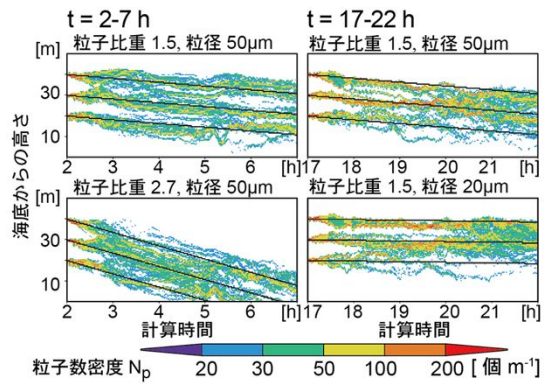 t = 2-7 h
t = 17-22 h
[m]
粒子比重 1.5, 粒径 50μm
粒子比重 1.5, 粒径 50μm
30
10
2 3 4 5 6 [h]
17 18 19 20 21 [h]
海底からの高さ
[m]
粒子比重 2.7, 粒径 50μm
粒子比重 1.5, 粒径 20μm
30
10
2 3 4 5 6 [h]
17 18 19 20 21 [h]
計算時間
計算時間
粒子数密度 Np 20 30 50 100 200 [ 個 m⁻¹]